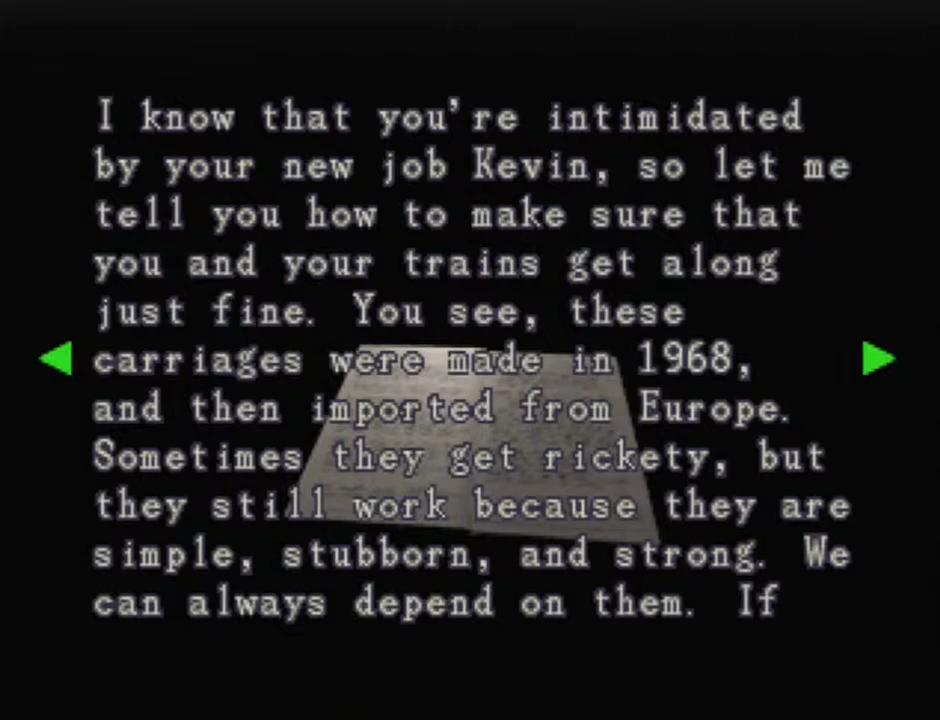 I know that you're intimidated
by your new job Kevin, so let me
tell you how to make sure that
you and your trains get along
just fine. You see, these
carriages were made in 1968,
and then imported from Europe.
Sometimes they get rickety, but
they still work because they are
simple, stubborn, and strong. We
can always depend on them. If